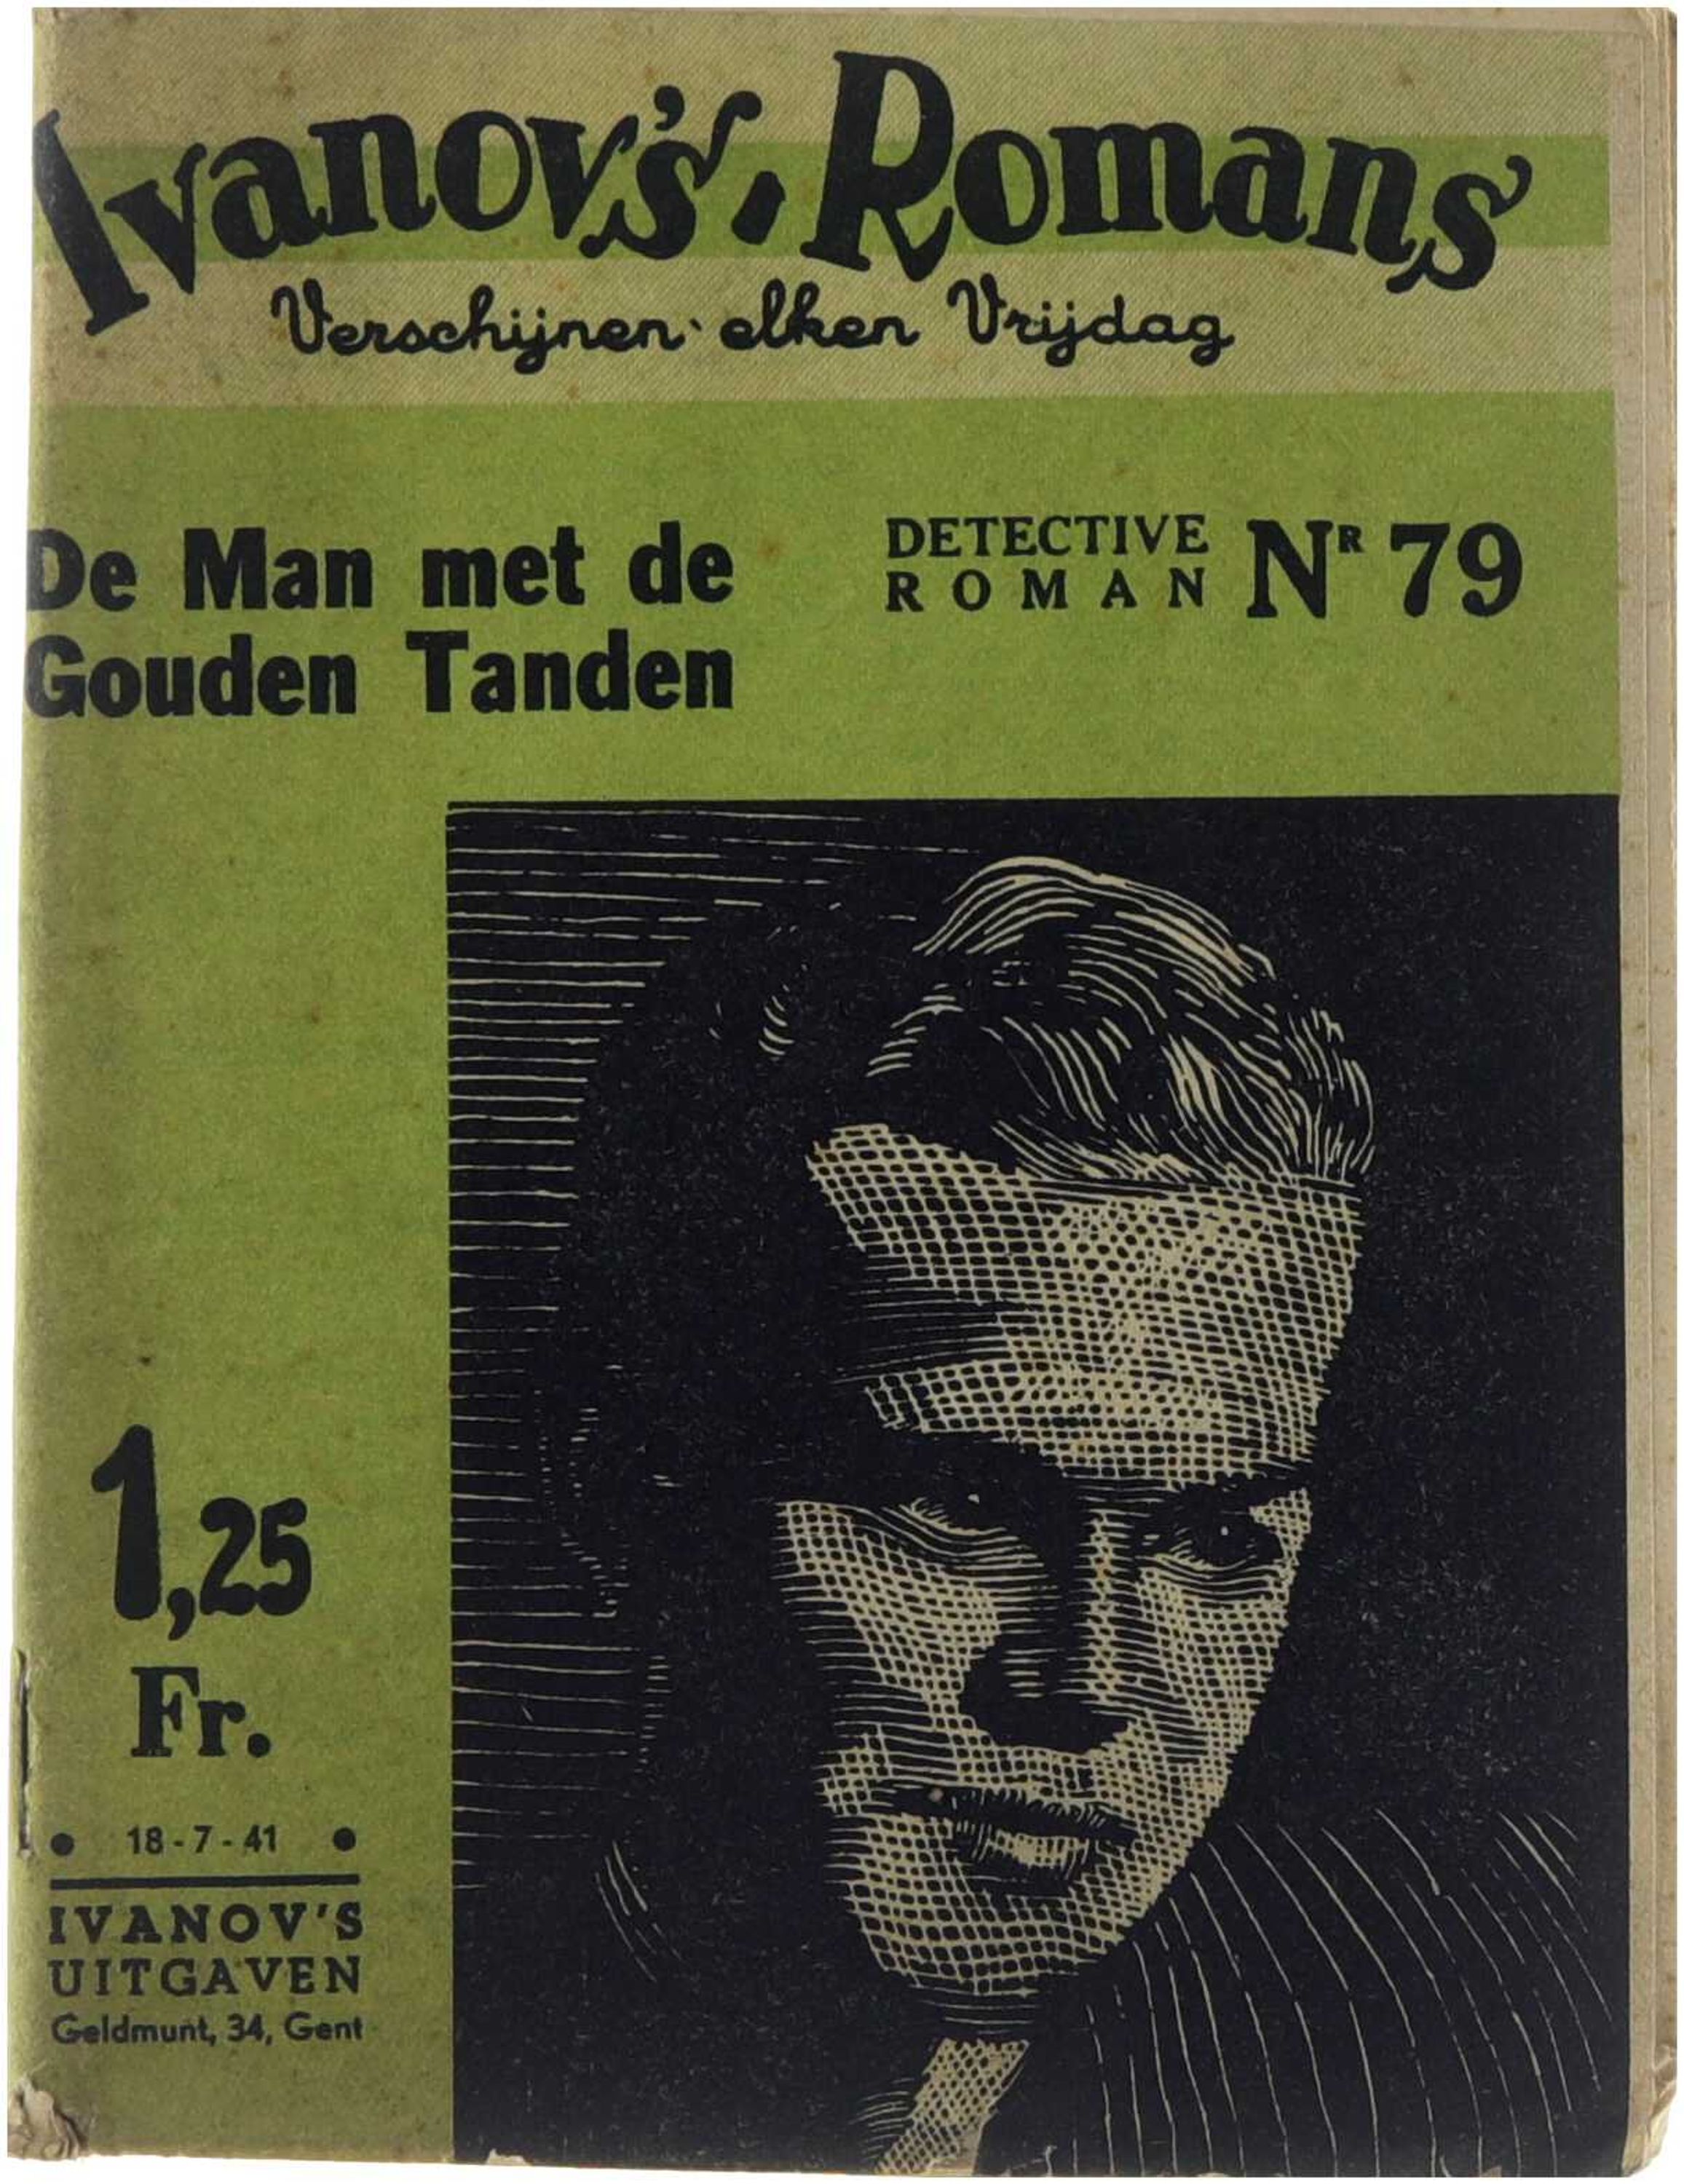 Ivanov's. Romans
Verschijnen elken Vrijdag
De Man met de
Gouden Tanden
DETECTIVE
ROMAN
NR 79
1,25
Fr.
• 18-7-41 •
IVANOV'S
UITGAVEN
Geldmunt, 34, Gent